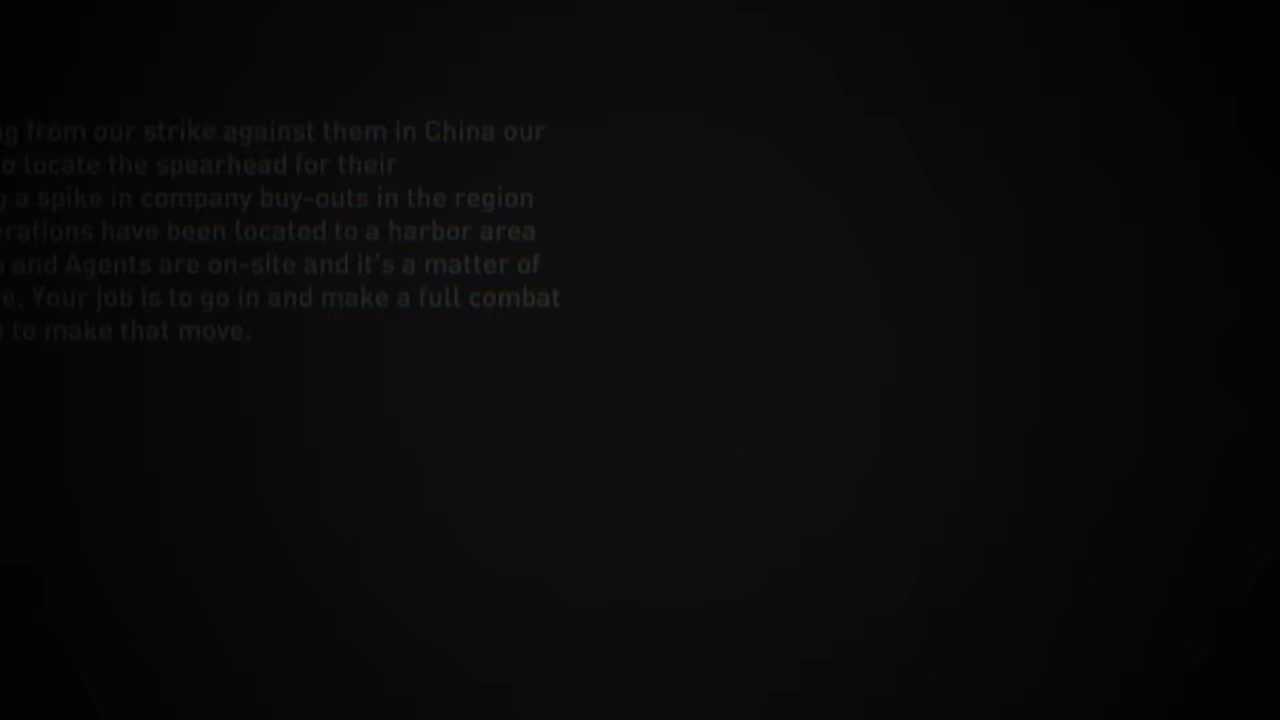 from our strike against them in China our
locate the spearhead for their
a spike in company buy-outs in the region
have been located to a harbor area
and Agents are on-site and it's a matter of
Your job is to go in and make a full combat
to make that move.